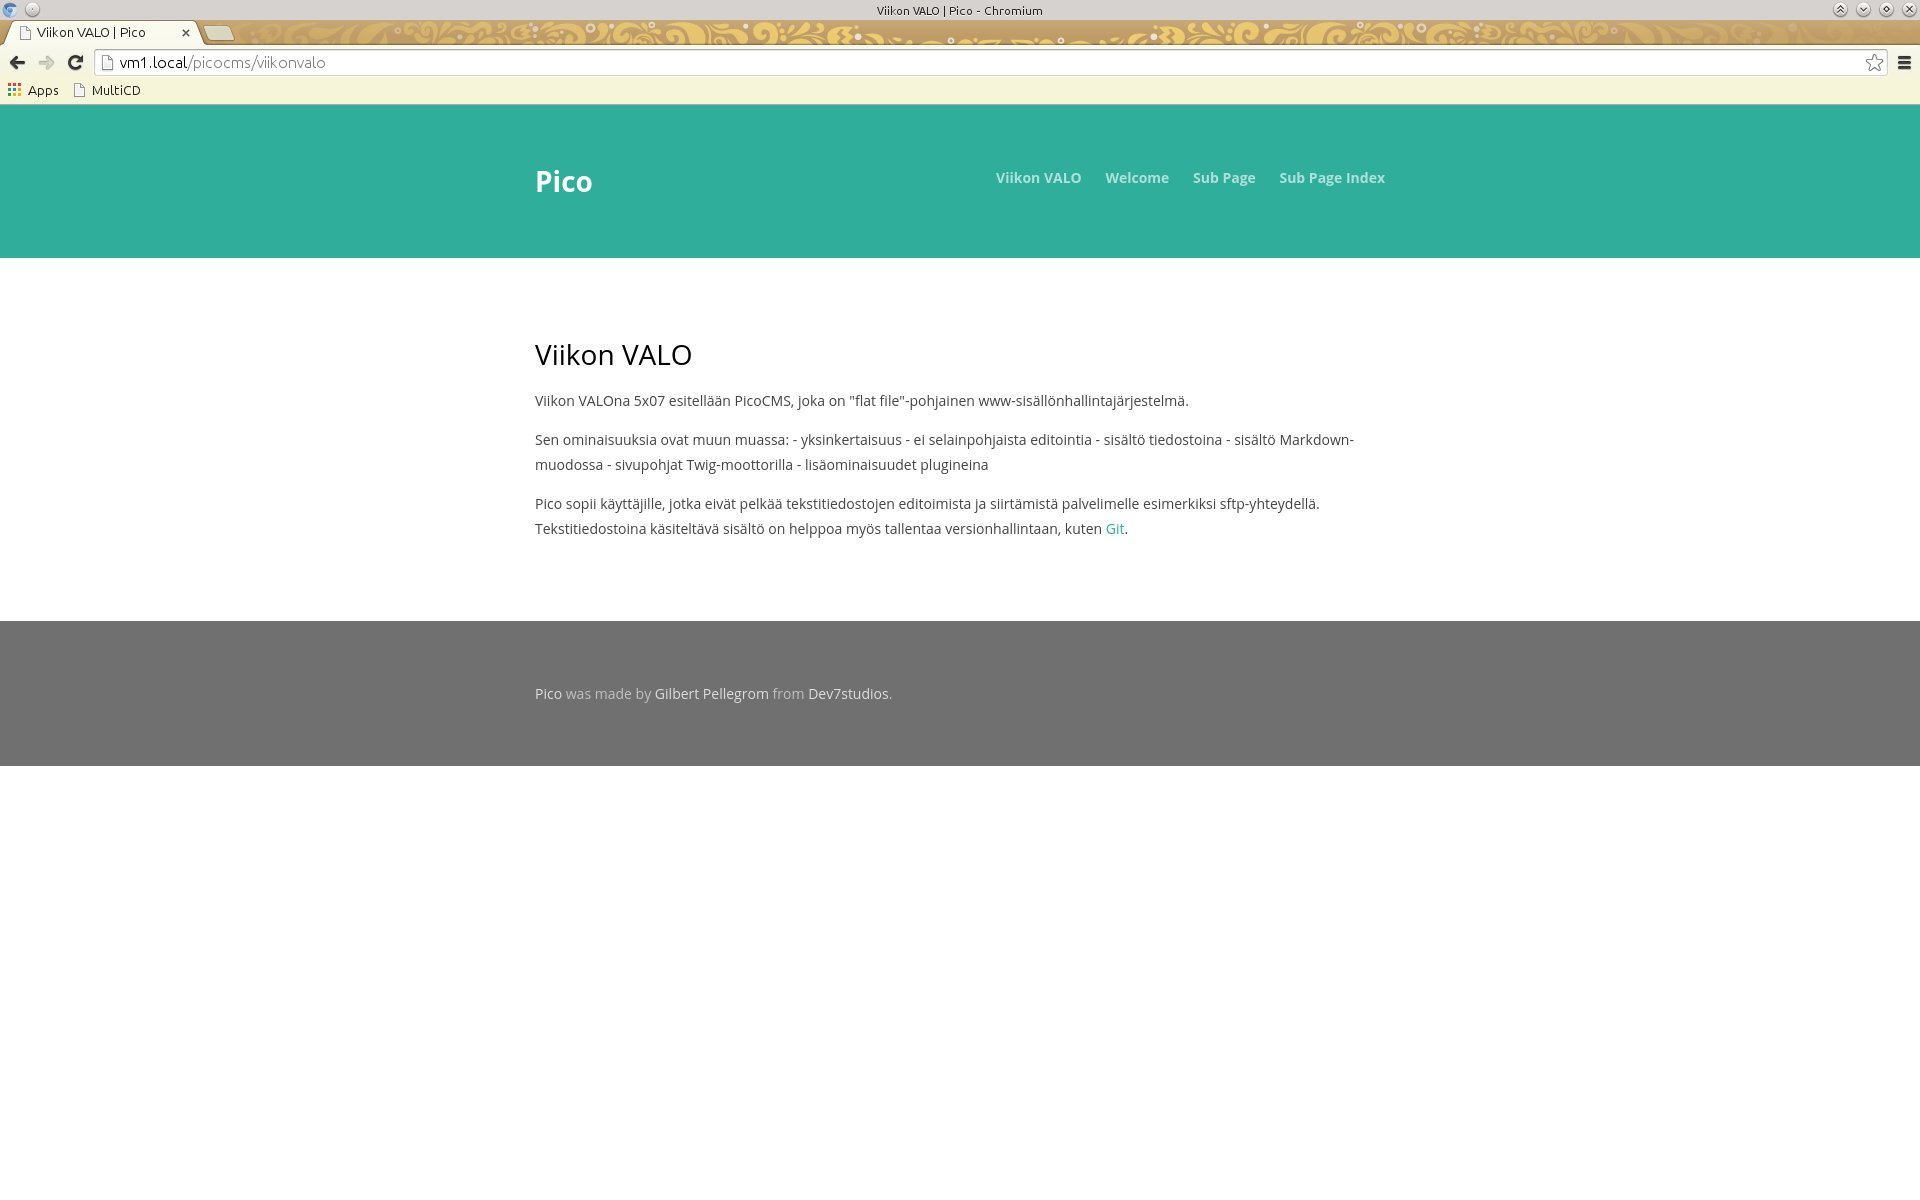 Viikon VALO | Pico - Chromium
Viikon VALO | Pico
vm1.local/picocms/viikonvalo
Apps MultiCD
Pico
Viikon VALO Welcome Sub Page Sub Page Index
Viikon VALO
Viikon VALOna 5x07 esitellään PicoCMS, joka on "flat file"-pohjainen www-sisällönhallintajärjestelmä.
Sen ominaisuuksia ovat muun muassa: - yksinkertaisuus - ei selainpohjaista editointia - sisältö tiedostoina - sisältö Markdown-
muodossa - sivupohjat Twig-moottorilla - lisäominaisuudet plugineina
Pico sopii käyttäjille, jotka eivät pelkää tekstitiedostojen editoimista ja siirtämistä palvelimelle esimerkiksi sftp-yhteydellä.
Tekstitiedostoina käsiteltävä sisältö on helppoa myös tallentaa versionhallintaan, kuten Git.
Pico was made by Gilbert Pellegrom from Dev7studios.